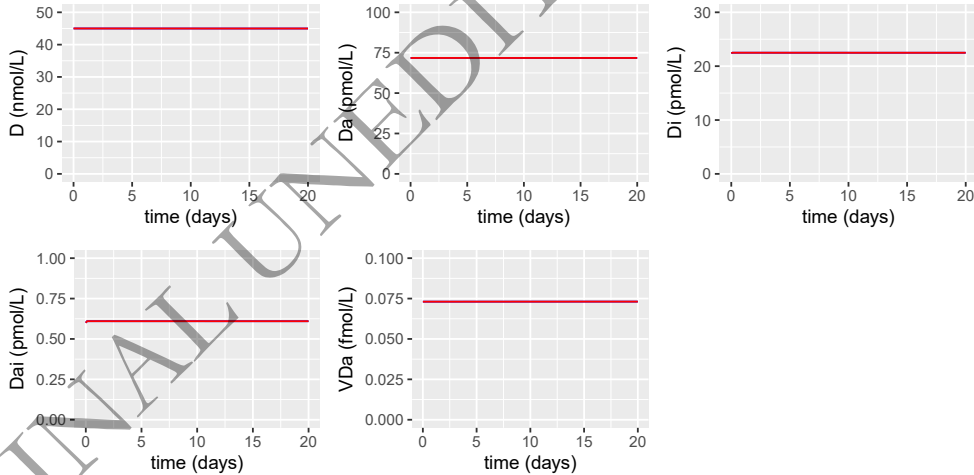 D (nmol/L)
50
40
30
20
10
0
0 5 10 15 20
time (days)
Da (pmol/L)
100
75
50
25
0
0 5 10 15 20
time (days)
Di (pmol/L)
30
20
10
0
0 5 10 15 20
time (days)
Dai (pmol/L)
1.00
0.75
0.50
0.25
0.00
0 5 10 15 20
time (days)
VDa (fmol/L)
0.100
0.075
0.050
0.025
0.000
0 5 10 15 20
time (days)
INAL UNEDI